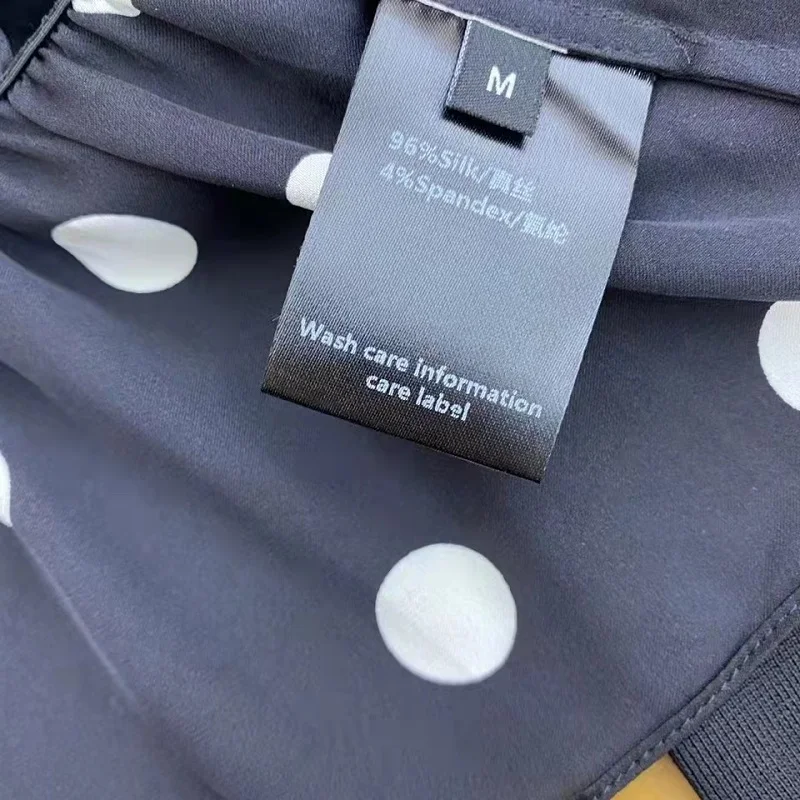 M
96%Silk/真丝
4%Spandex/氨纶
Wash care information
care label